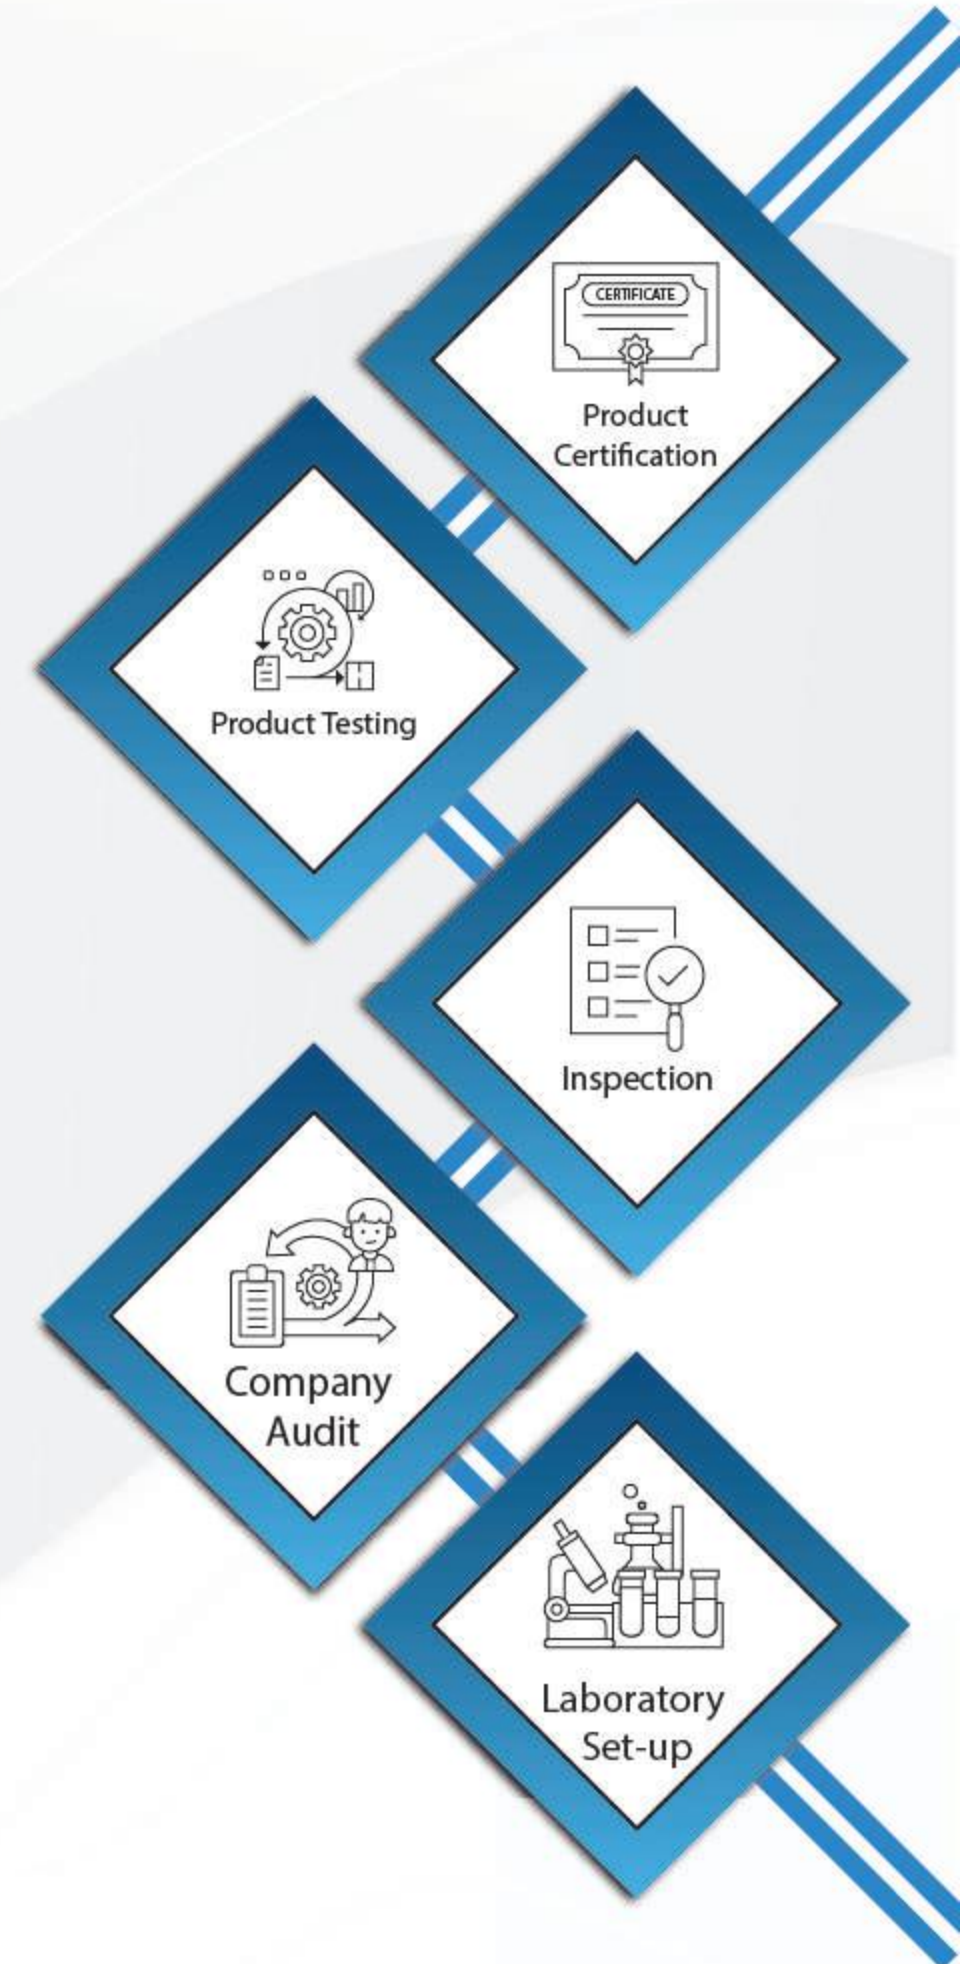 CERTIFICATE
Product
Certification
Product Testing
Inspection
Company
Audit
Laboratory
Set-up